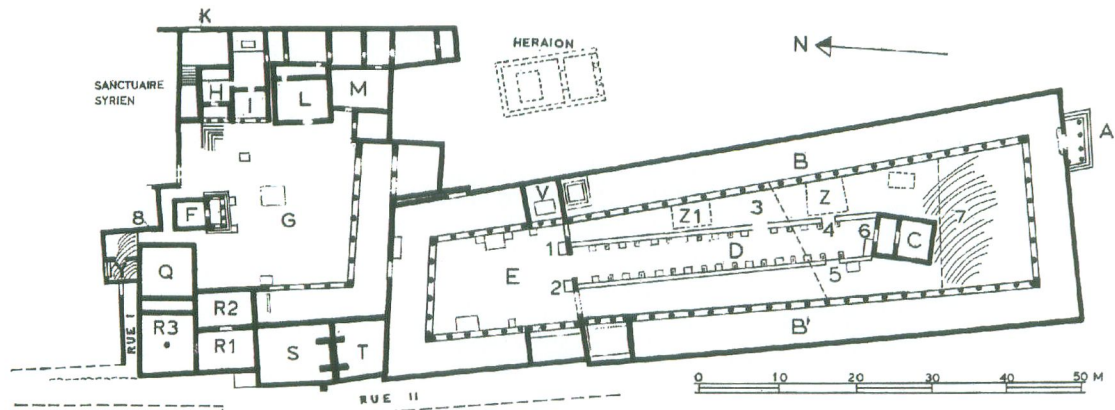 K
HERAION
N
SANCTUAIRE
SYRIEN
H
I
L
M
A
B
V
8
F
G
Z1
3
Z
1
4
6
C
7
D
Q
E
5
2
R2
B'
RUE I
R3
R1
S
T
0 10 20 30 40 50 M
RUE II